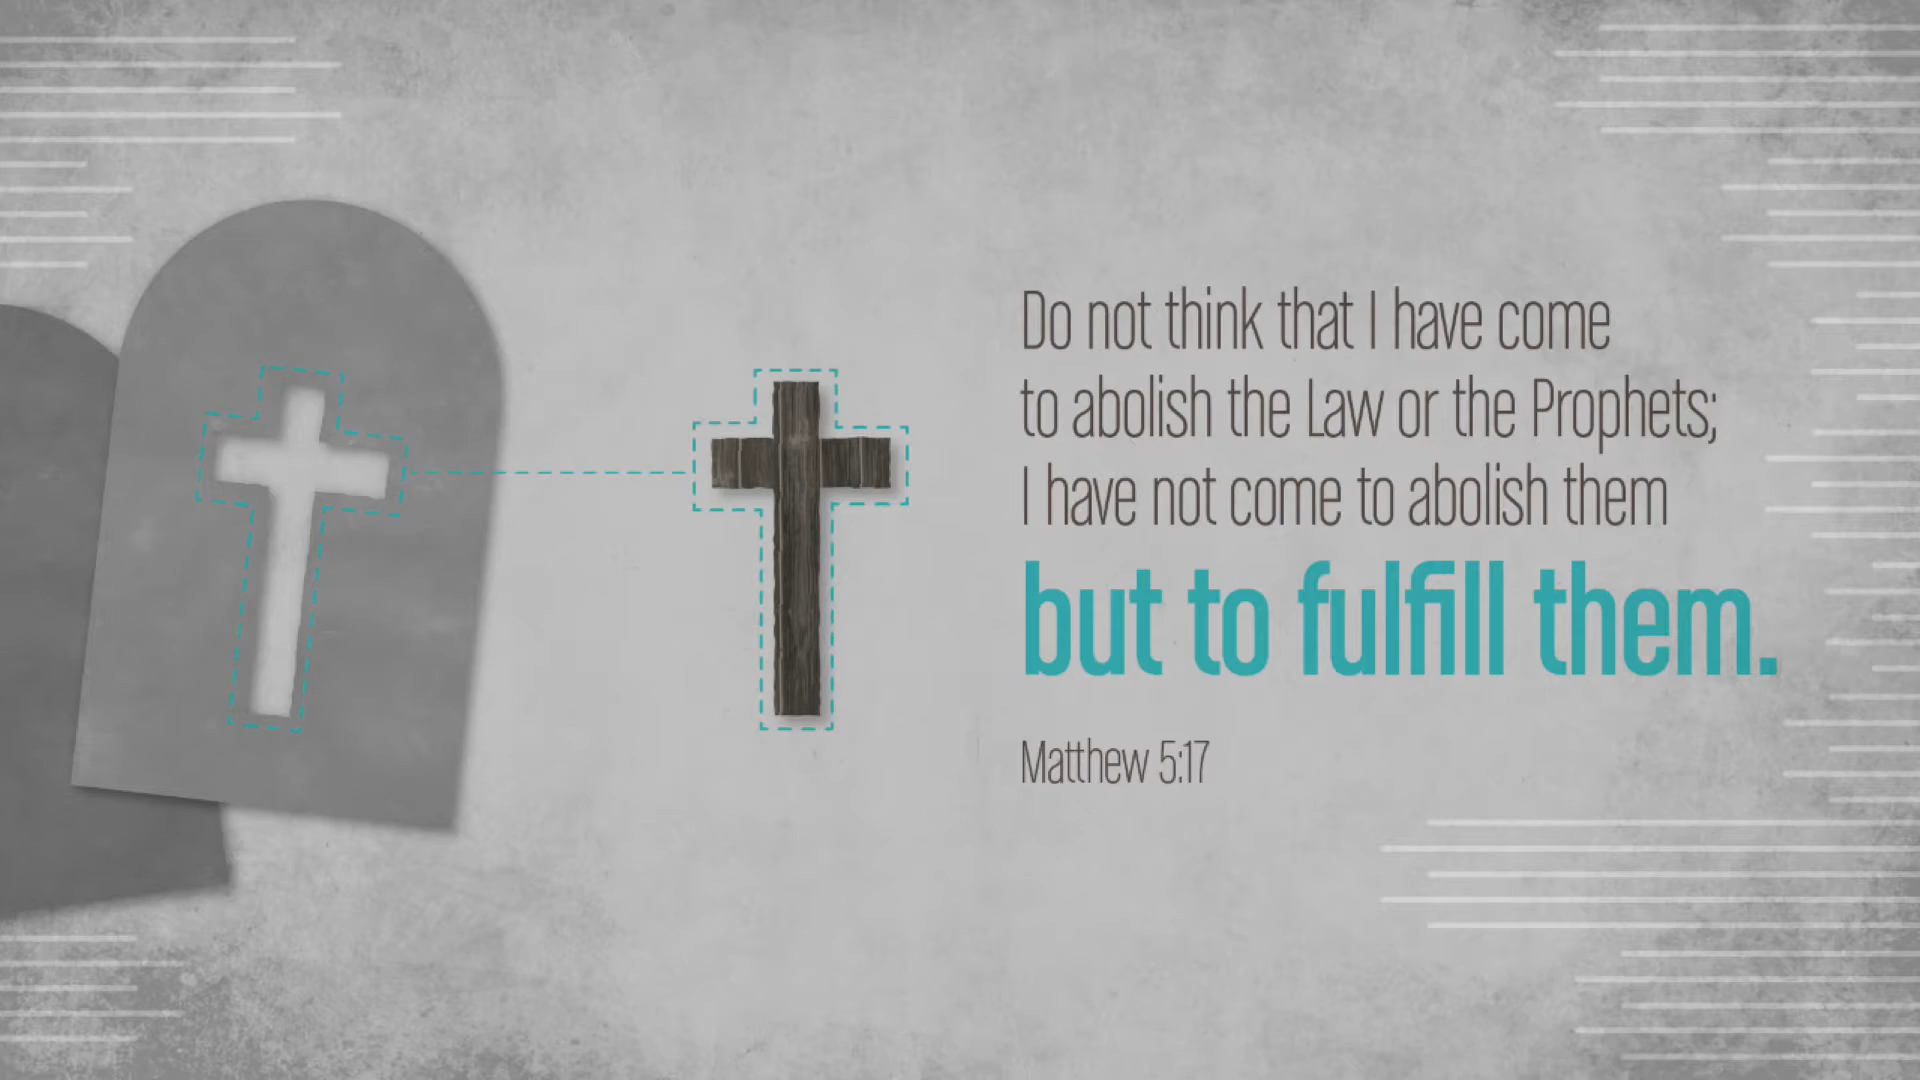 Do not think that I have come
to abolish the Law or the Prophets;
I have not come to abolish them
but to fulfill them.
Matthew 5:17